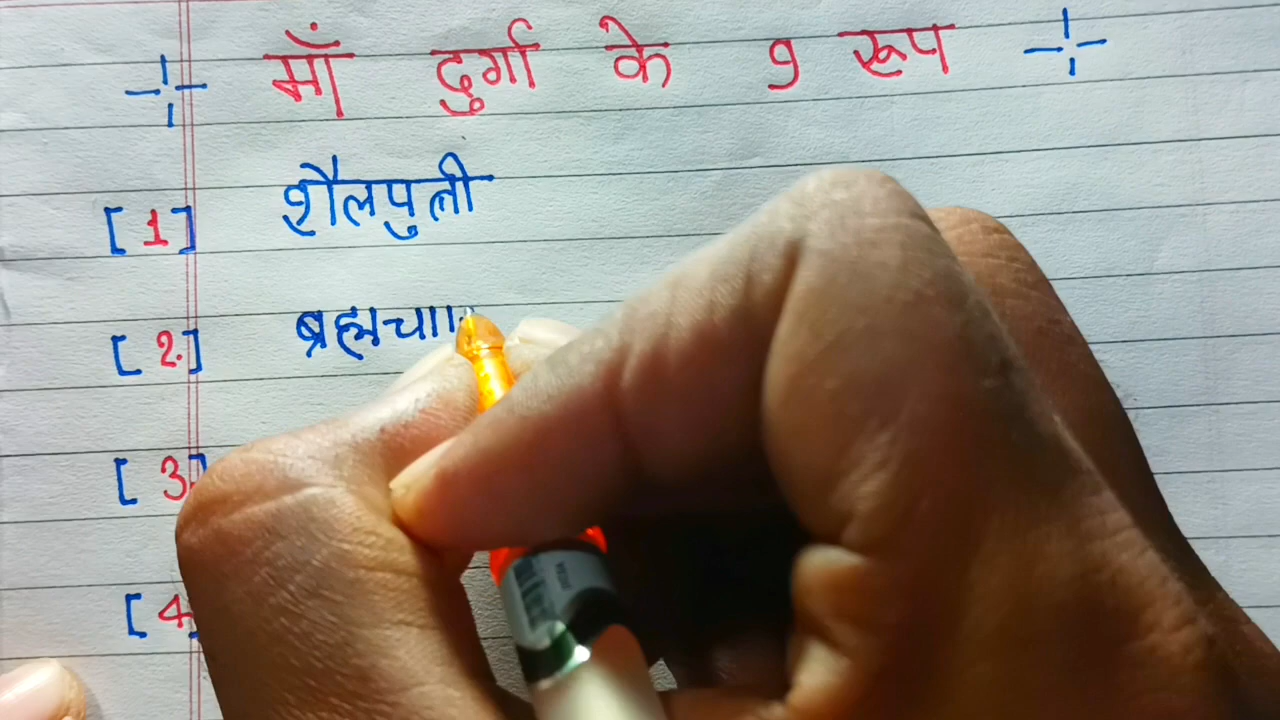 माँ दुर्गा के 9 रूप
[1] शैलपुत्ती
[2.] ब्रह्मचा
[3]
[4]